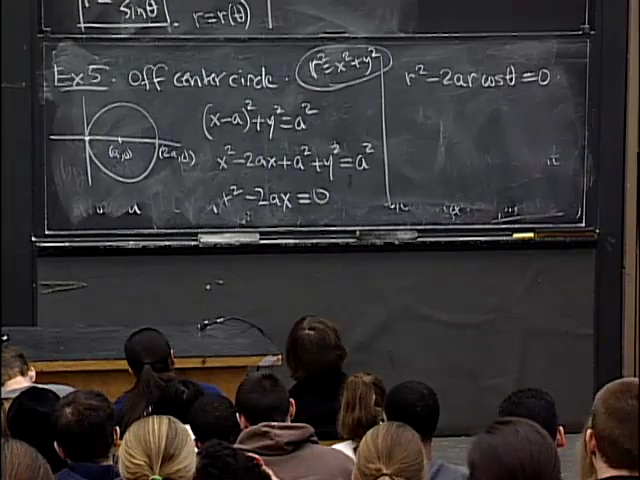 sinθ
r=r(θ)
Ex5. off center circle.
r²=x²+y²
(x-a)²+y²=a²
(a,0)
(2a,0)
x²-2ax+a²+y²=a²
r²-2ax=0
r²-2ar cosθ=0.